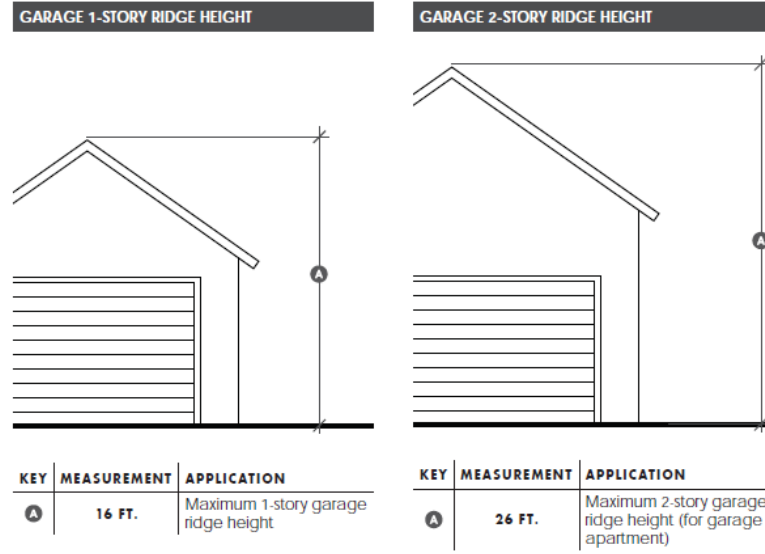 GARAGE 1-STORY RIDGE HEIGHT
A
KEY MEASUREMENT APPLICATION
A 16 FT. Maximum 1-story garage
ridge height
GARAGE 2-STORY RIDGE HEIGHT
A
KEY MEASUREMENT APPLICATION
A 26 FT. Maximum 2-story garage
ridge height (for garage
apartment)